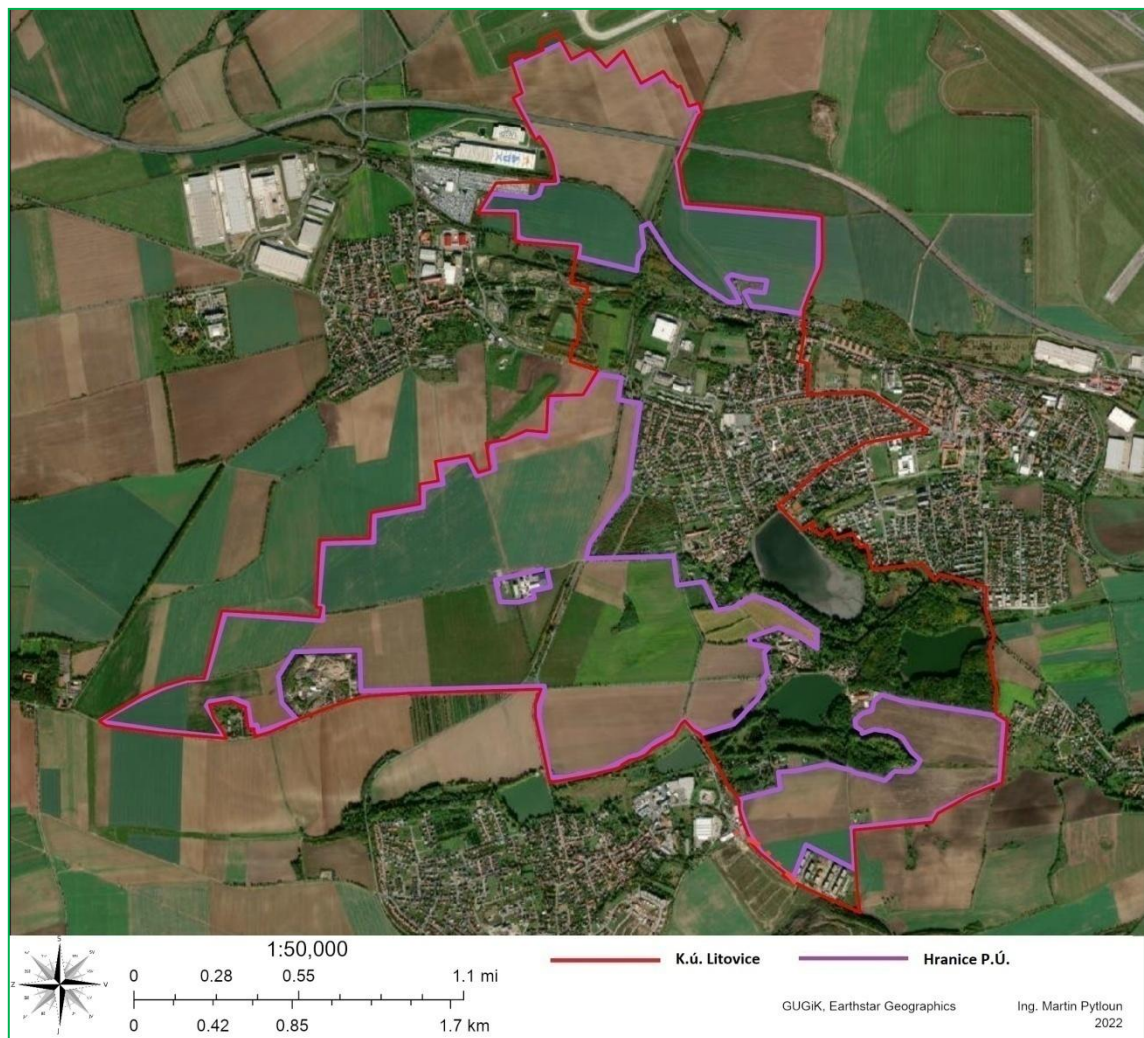 4PX
1:50,000
0 0.28 0.55 1.1 mi
0 0.42 0.85 1.7 km
K.ú. Litovice
Hranice P.Ú.
GUGiK, Earthstar Geographics
Ing. Martin Pytloun
2022
S
Z
V
J